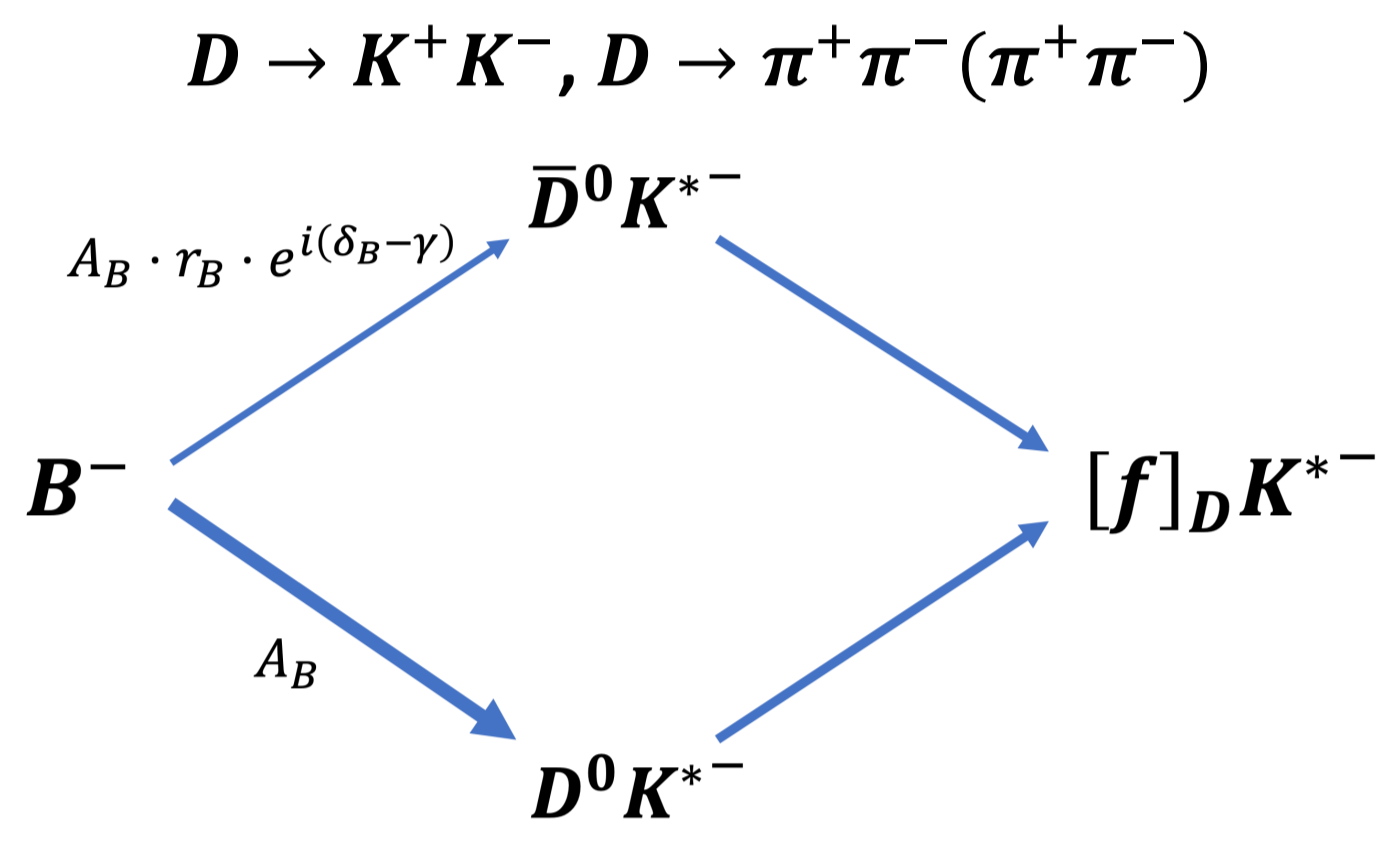 D → K⁺K⁻, D → π⁺π⁻(π⁺π⁻)
D̅⁰K*⁻
A_B · r_B · e^{i(δ_B−γ)}
B⁻
[f]_D K*⁻
A_B
D⁰K*⁻